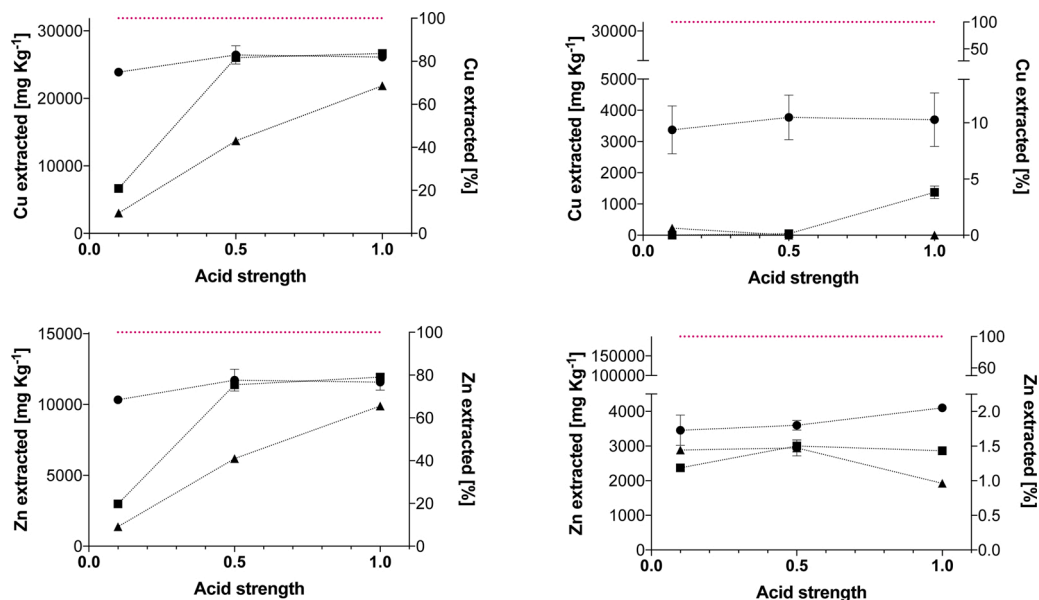 Cu extracted [mg Kg⁻¹]
30000
20000
10000
0
100
80
60
40
20
0
Cu extracted [%]
0.0 0.5 1.0
Acid strength
Cu extracted [mg Kg⁻¹]
30000
5000
4000
3000
2000
1000
0
100
50
10
5
0
Cu extracted [%]
0.0 0.5 1.0
Acid strength
Zn extracted [mg Kg⁻¹]
15000
10000
5000
0
100
80
60
40
20
0
Zn extracted [%]
0.0 0.5 1.0
Acid strength
Zn extracted [mg Kg⁻¹]
150000
100000
4000
3000
2000
1000
0
100
60
2.0
1.5
1.0
0.5
0.0
Zn extracted [%]
0.0 0.5 1.0
Acid strength